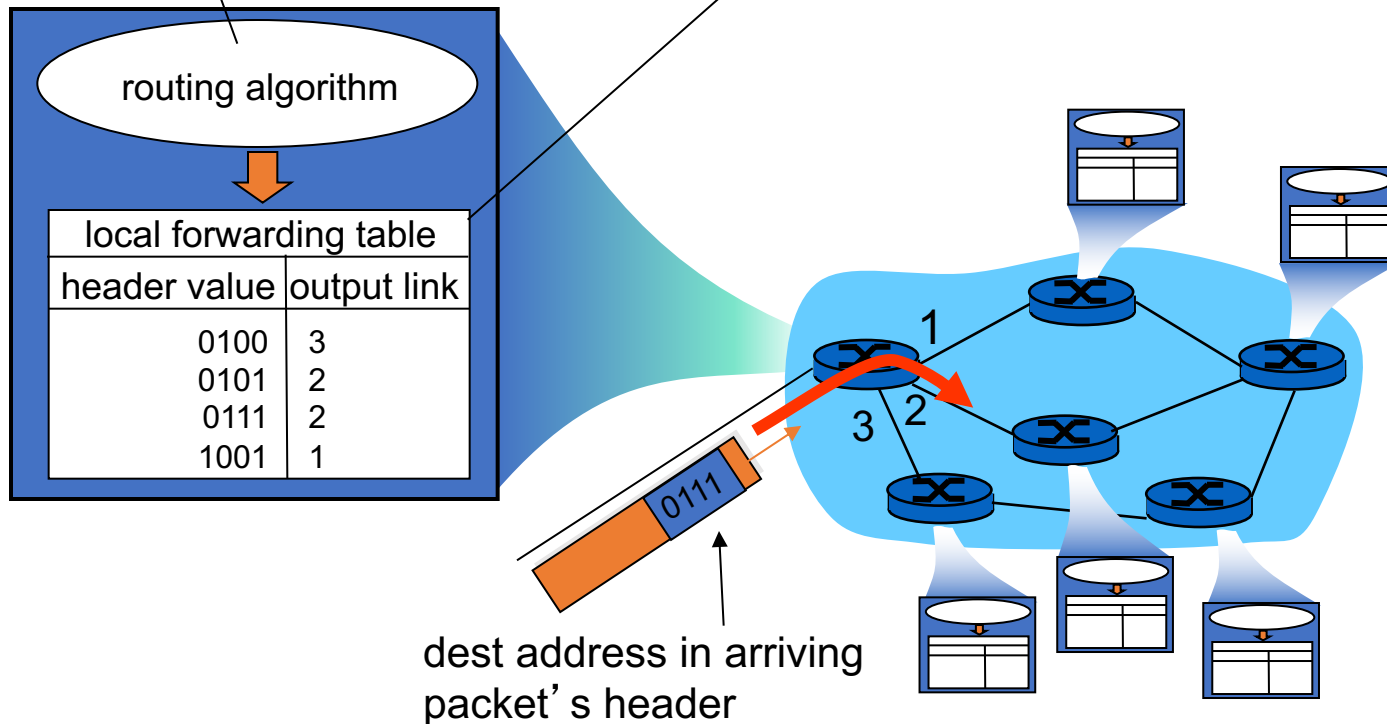 routing algorithm
local forwarding table
header value output link
0100 3
0101 2
0111 2
1001 1
1
2
3
0111
dest address in arriving
packet’s header